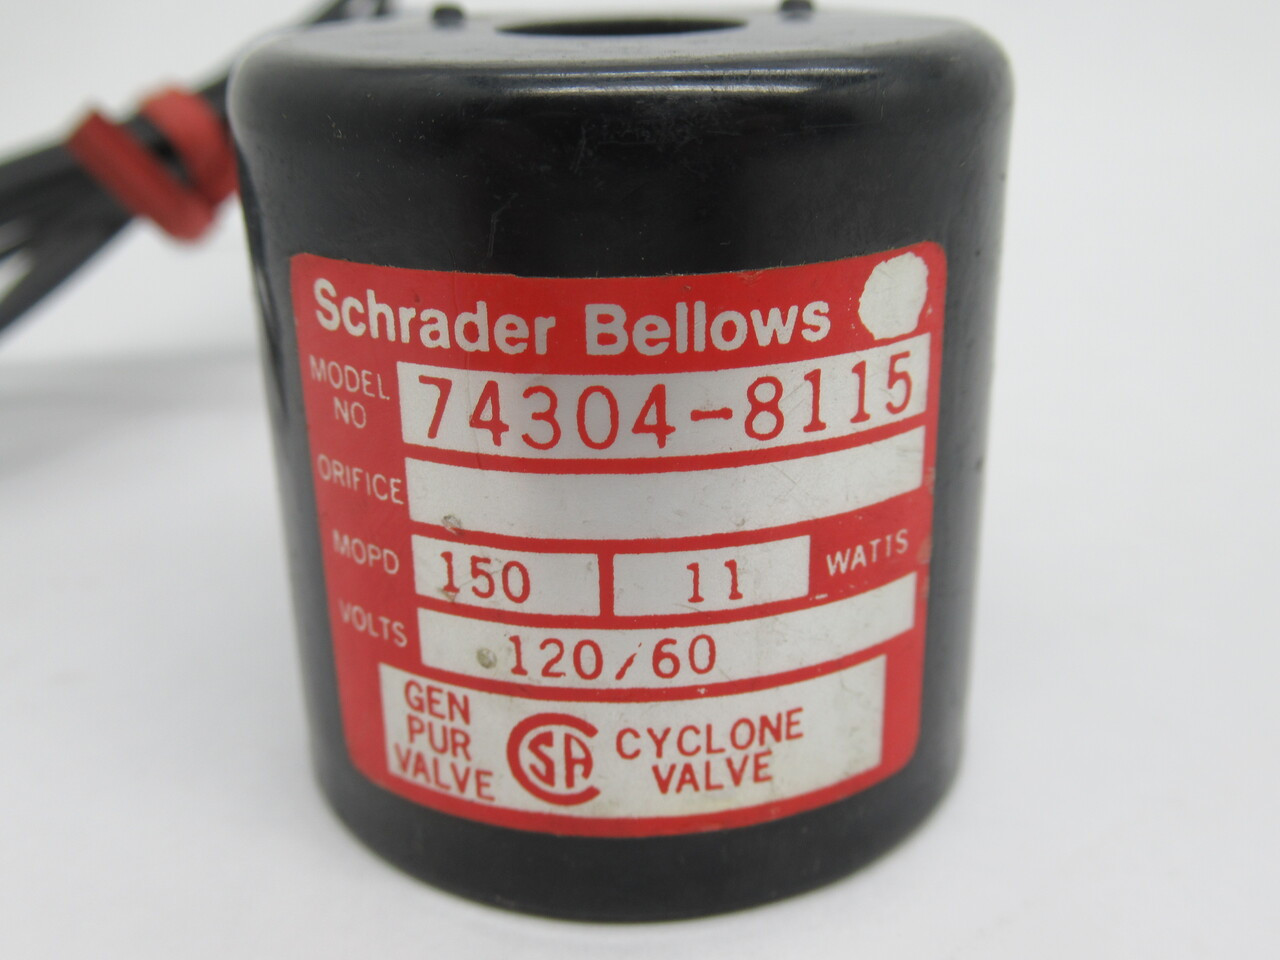 Schrader Bellows
MODEL NO 74304-8115
ORIFICE
MOPD 150 11 WATTS
VOLTS 120/60
GEN
PUR
VALVE
CSA
CYCLONE
VALVE